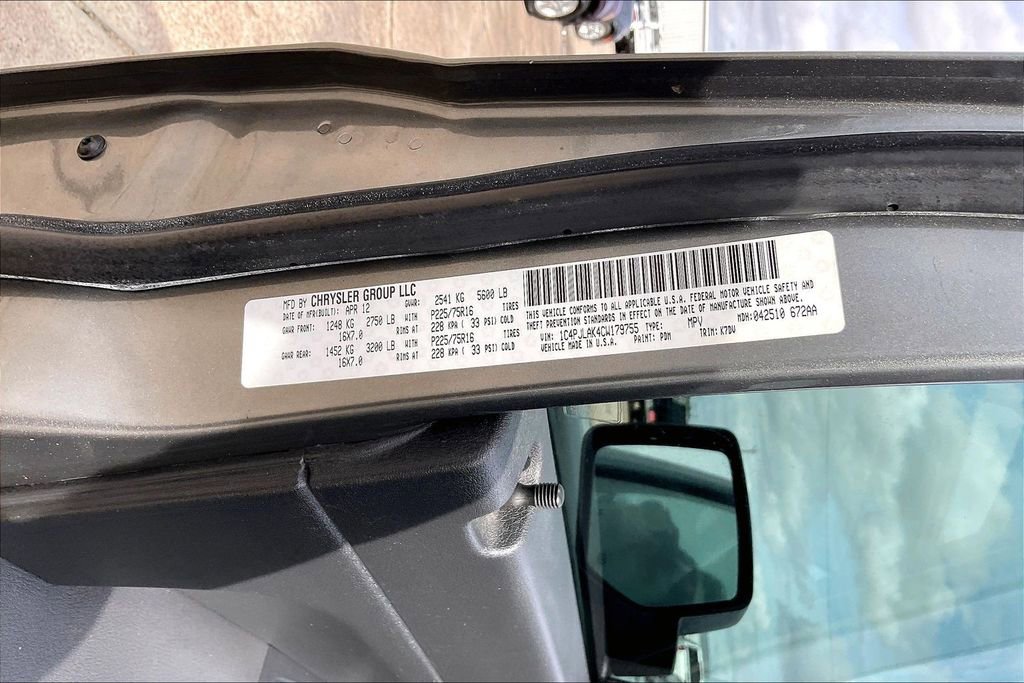 MFD BY CHRYSLER GROUP LLC
DATE OF MFR(BUILT): APR 12 GVWR: 2541 KG 5600 LB
GAWR FRONT: 1248 KG 2750 LB WITH P225/75R16 TIRES
16X7.0 RIMS AT 228 KPA ( 33 PSI) COLD
GAWR REAR: 1452 KG 3200 LB WITH P225/75R16 TIRES
16X7.0 RIMS AT 228 KPA ( 33 PSI) COLD
THIS VEHICLE CONFORMS TO ALL APPLICABLE U.S.A. FEDERAL MOTOR VEHICLE SAFETY AND
THEFT PREVENTION STANDARDS IN EFFECT ON THE DATE OF MANUFACTURE SHOWN ABOVE.
VIN: 1C4PJLAK4CW179755 TYPE: MPV MDH: 042510 672AA
VEHICLE MADE IN U.S.A. PAINT: PDM TRIM: K7DV